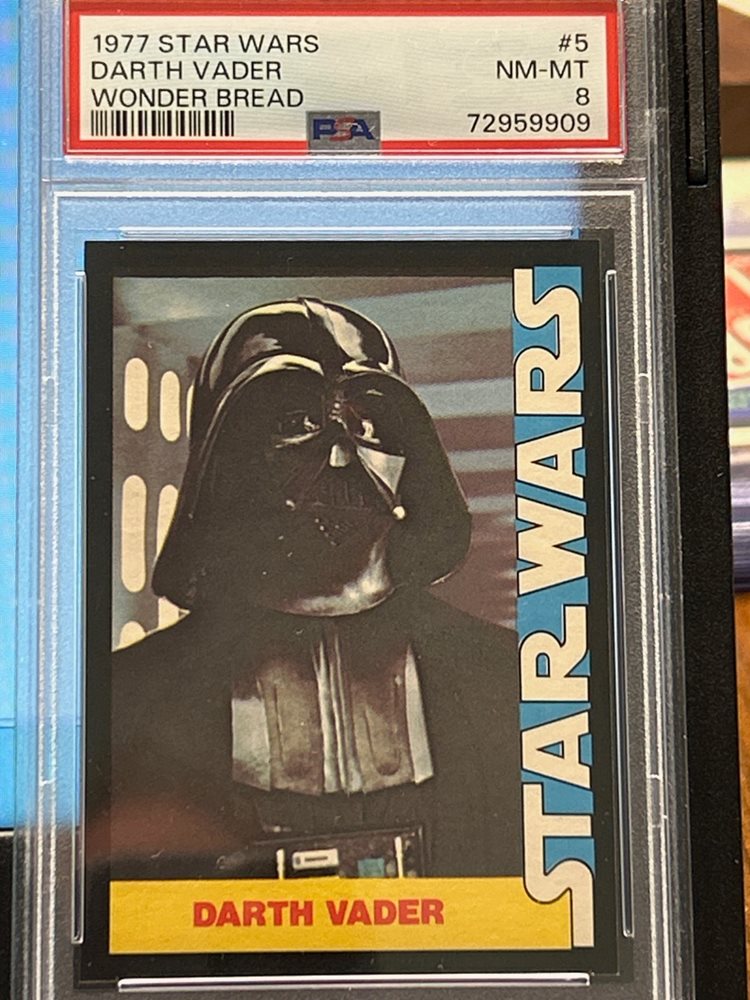 1977 STAR WARS #5
DARTH VADER NM-MT
WONDER BREAD 8
PSA 72959909
STAR WARS
DARTH VADER